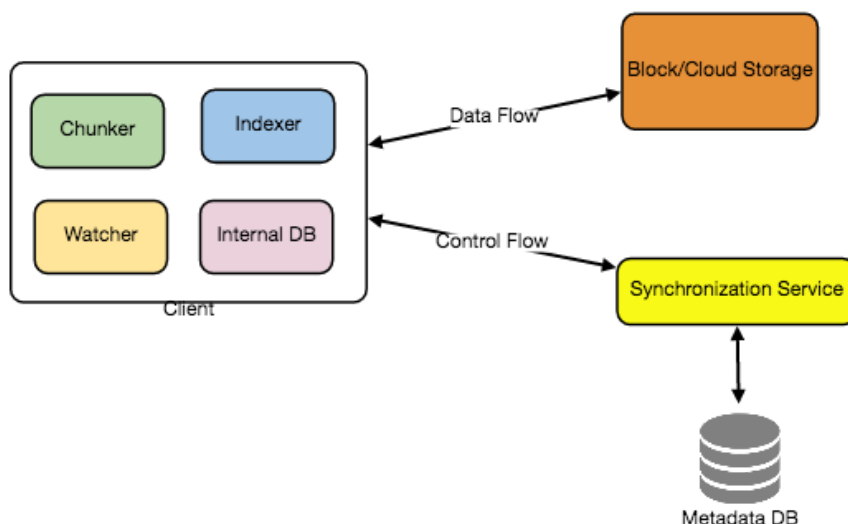 Block/Cloud Storage
Data Flow
Chunker
Indexer
Watcher
Internal DB
Control Flow
Client
Synchronization Service
Metadata DB